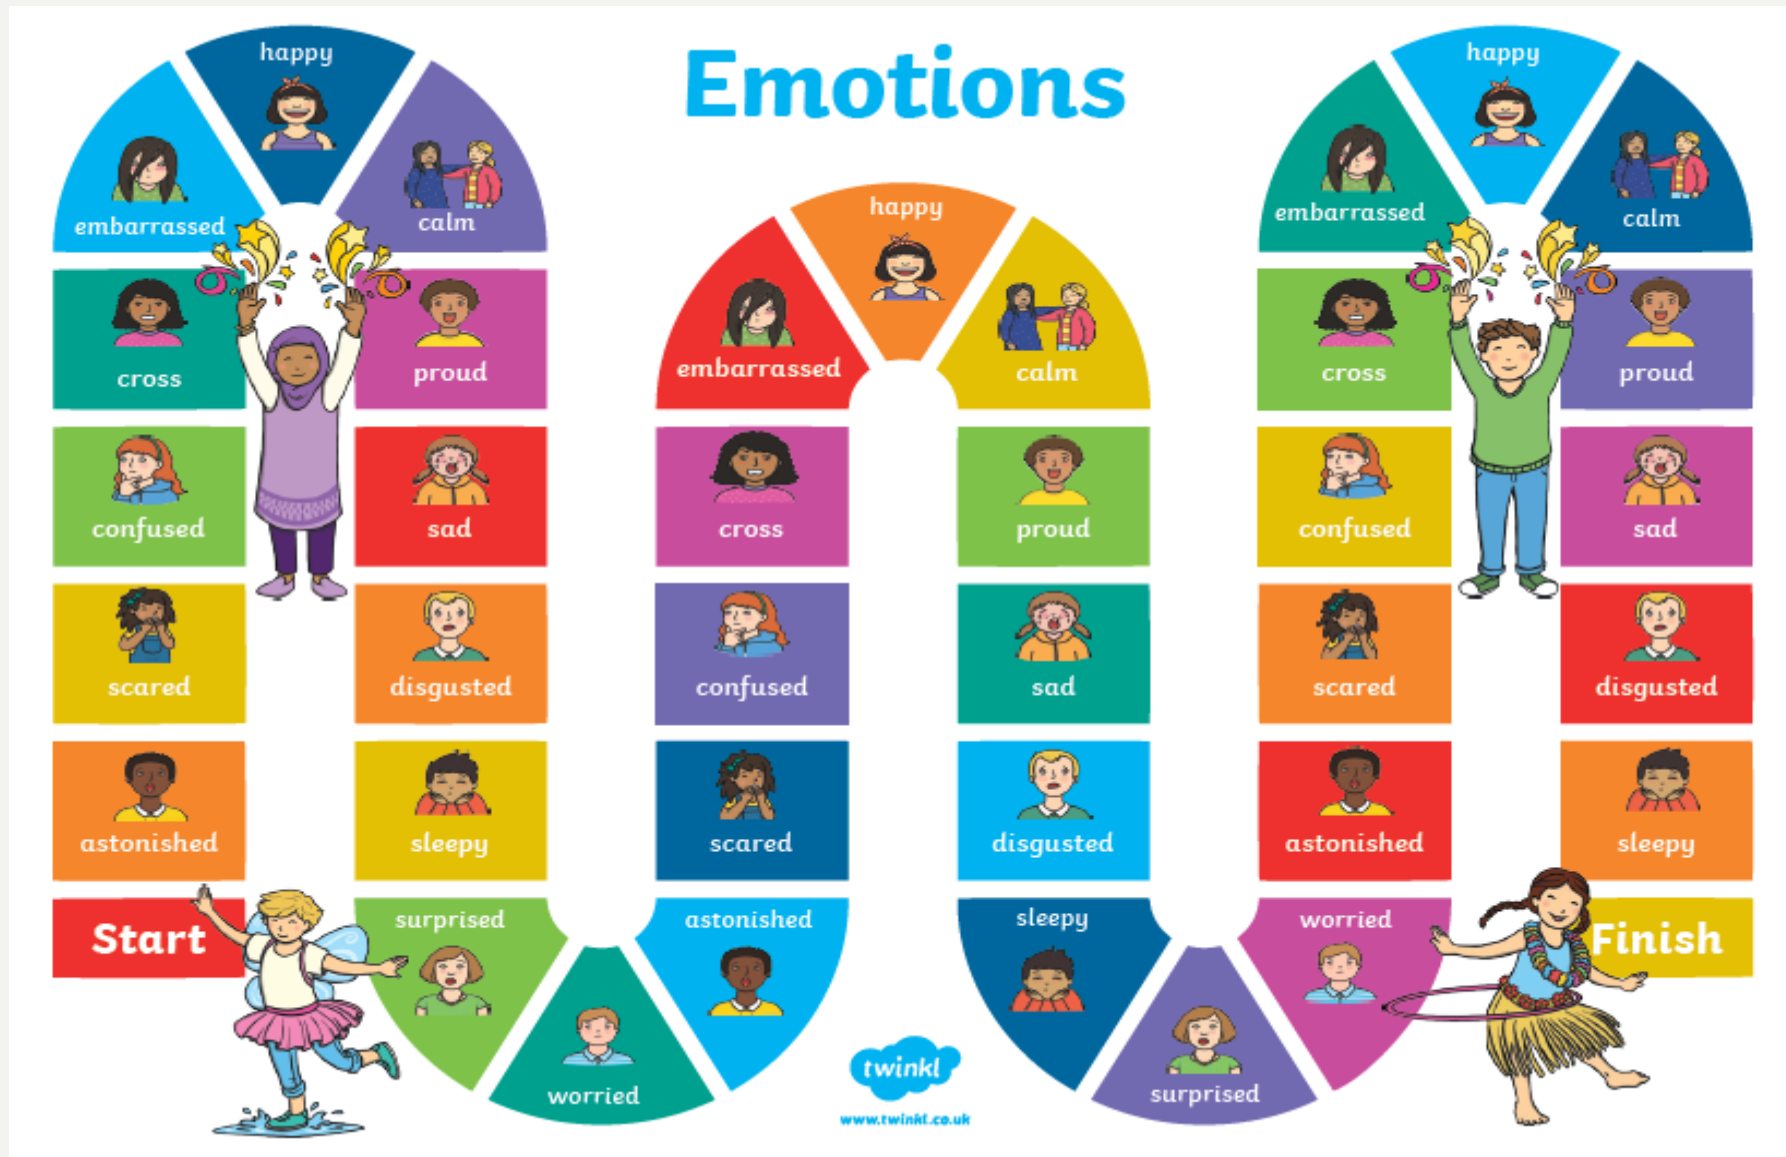 Emotions
Start
astonished
scared
confused
cross
embarrassed
happy
calm
proud
sad
disgusted
sleepy
surprised
worried
astonished
scared
confused
cross
embarrassed
happy
calm
proud
sad
disgusted
sleepy
surprised
worried
astonished
scared
confused
cross
embarrassed
happy
calm
proud
sad
disgusted
sleepy
Finish
twinkl
www.twinkl.co.uk